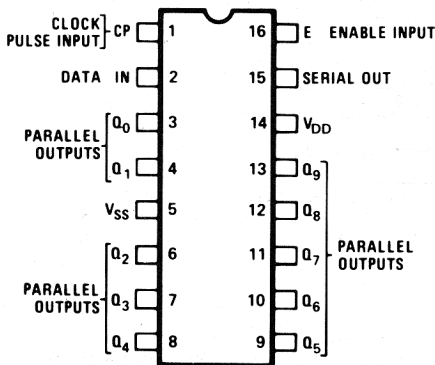 CLOCK
PULSE INPUT CP 1 16 E ENABLE INPUT
DATA IN 2 15 SERIAL OUT
Q0 3 14 VDD
PARALLEL
OUTPUTS
Q1 4 13 Q9
VSS 5 12 Q8
Q2 6 11 Q7
PARALLEL
OUTPUTS
PARALLEL
OUTPUTS
Q3 7 10 Q6
Q4 8 9 Q5